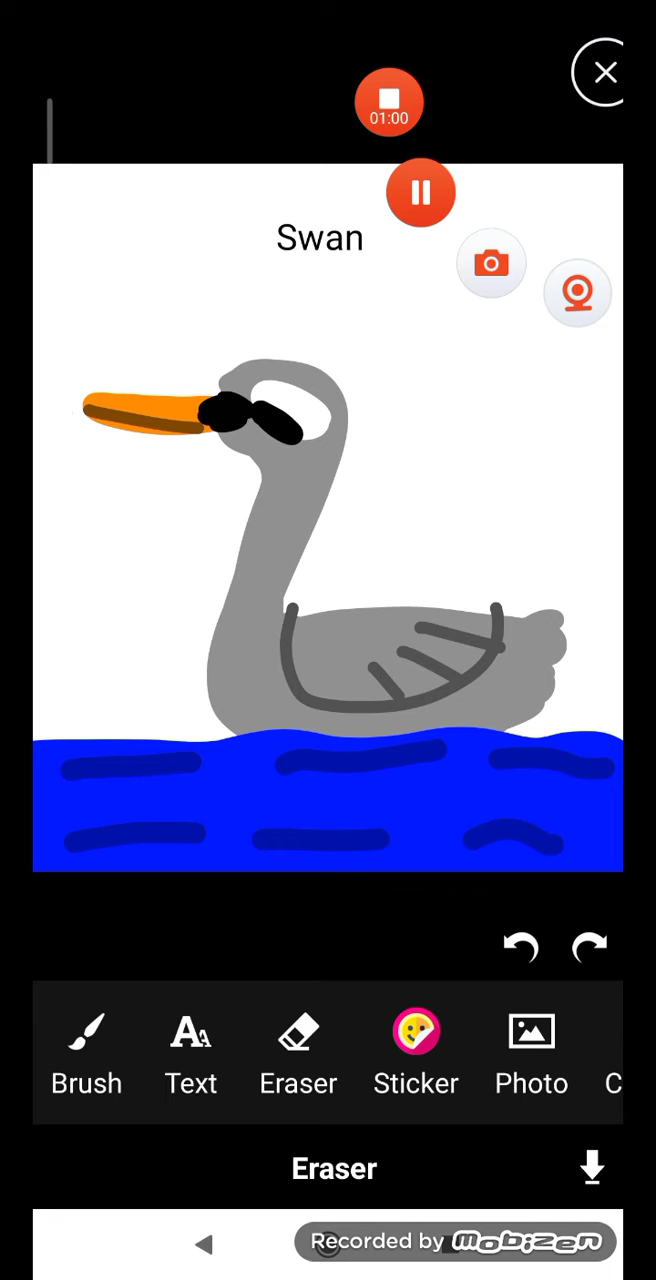 01:00
Swan
Brush Text Eraser Sticker Photo C
Eraser
Recorded by mobizen